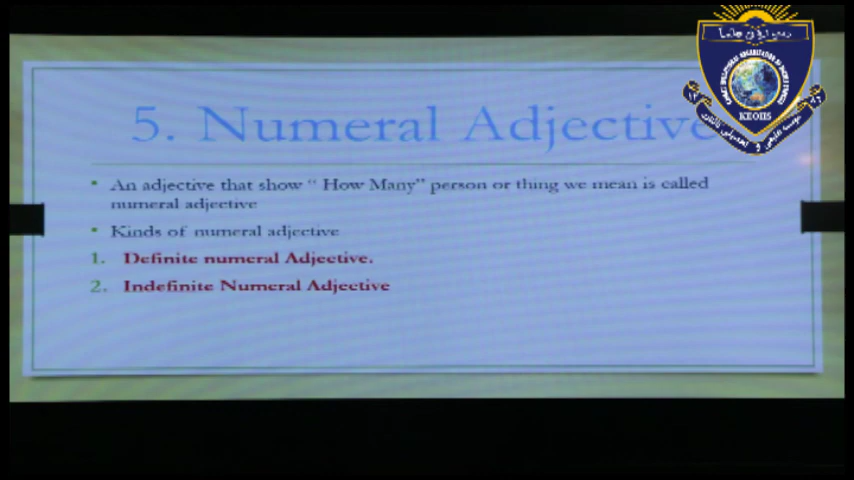 5. Numeral Adjective
• An adjective that show “ How Many” person or thing we mean is called
numeral adjective
• Kinds of numeral adjective
1. Definite numeral Adjective.
2. Indefinite Numeral Adjective
KEOHS